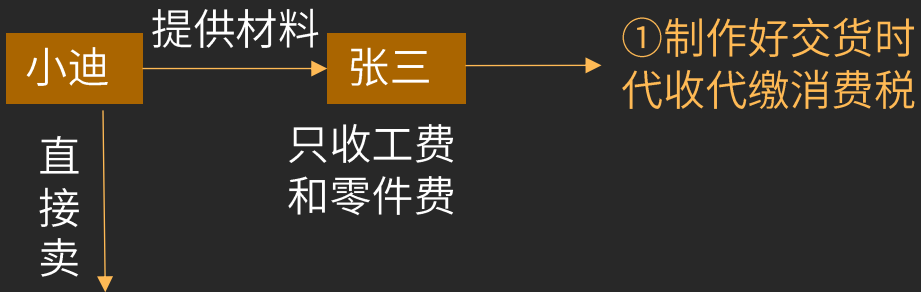 提供材料
小迪
张三
①制作好交货时
代收代缴消费税
只收工费
和零件费
直
接
卖